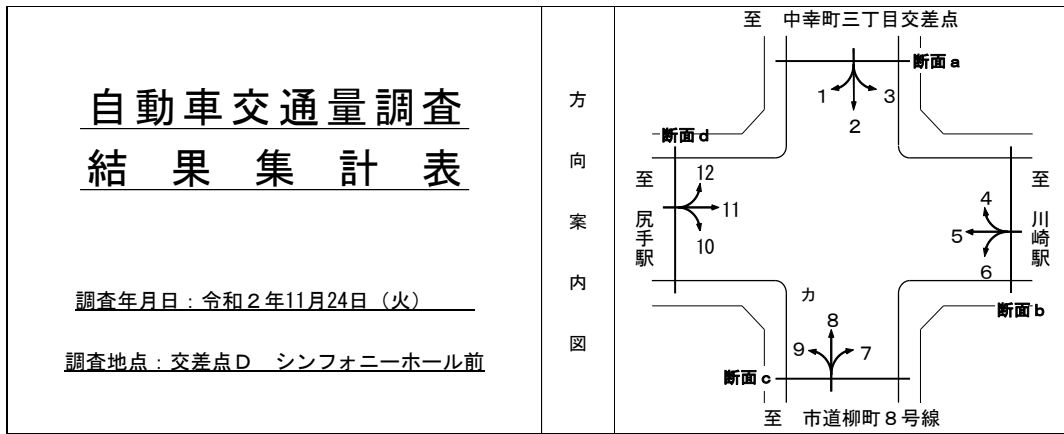 自動車交通量調査
結果集計表
調査年月日：令和２年11月24日（火）
調査地点：交差点Ｄ　シンフォニーホール前
方向案内図
至　中幸町三丁目交差点
断面ａ
1
2
3
断面ｄ
至　尻手駅
12
11
10
至　川崎駅
4
5
6
断面ｂ
カ
8
9
7
断面ｃ
至　市道柳町８号線